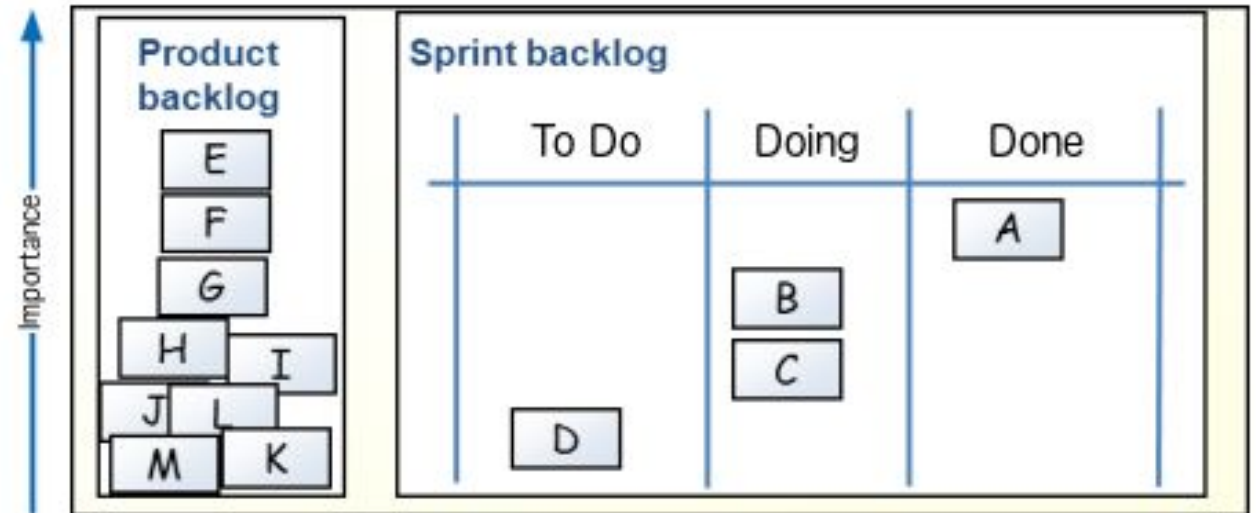 Importance
Product
backlog
E
F
G
H
I
J
L
M
K
Sprint backlog
To Do
Doing
Done
A
B
C
D